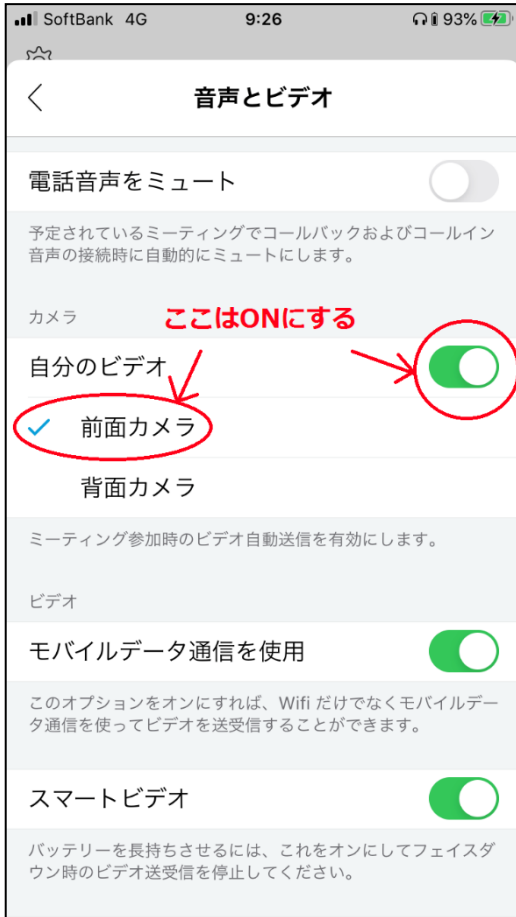 SoftBank 4G 9:26 93%
音声とビデオ
電話音声をミュート
予定されているミーティングでコールバックおよびコールイン
音声の接続時に自動的にミュートにします。
カメラ
ここはONにする
自分のビデオ
前面カメラ
背面カメラ
ミーティング参加時のビデオ自動送信を有効にします。
ビデオ
モバイルデータ通信を使用
このオプションをオンにすれば、Wifi だけでなくモバイルデー
タ通信を使ってビデオを送受信することができます。
スマートビデオ
バッテリーを長持ちさせるには、これをオンにしてフェイスダ
ウン時のビデオ送受信を停止してください。